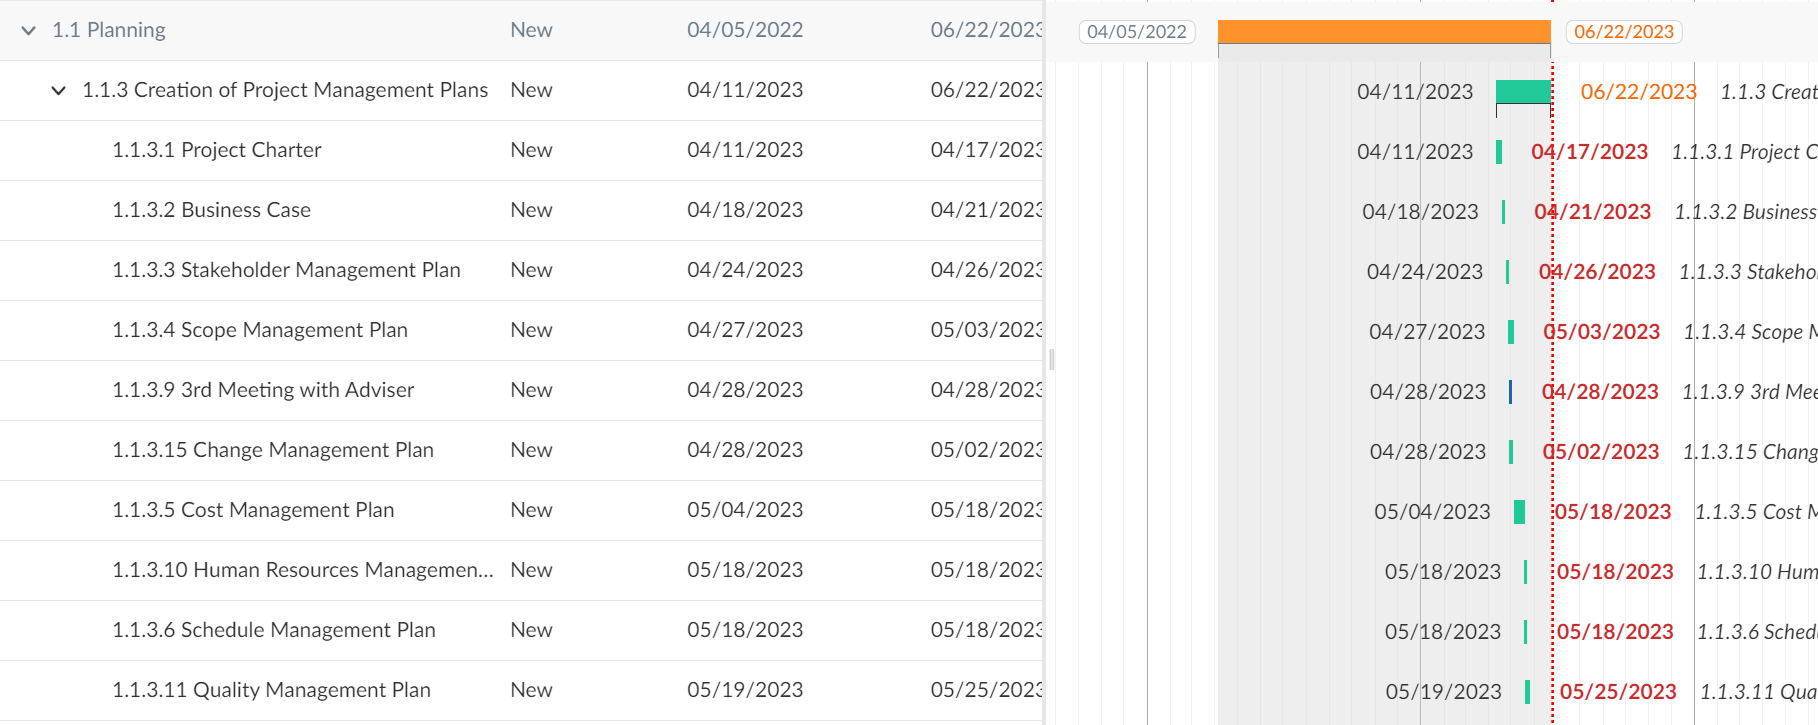 1.1 Planning New 04/05/2022 06/22/2023 04/05/2022 06/22/2023
1.1.3 Creation of Project Management Plans New 04/11/2023 06/22/2023 04/11/2023 06/22/2023 1.1.3 Creat
1.1.3.1 Project Charter New 04/11/2023 04/17/2023 04/11/2023 04/17/2023 1.1.3.1 Project C
1.1.3.2 Business Case New 04/18/2023 04/21/2023 04/18/2023 04/21/2023 1.1.3.2 Business
1.1.3.3 Stakeholder Management Plan New 04/24/2023 04/26/2023 04/24/2023 04/26/2023 1.1.3.3 Stakeho
1.1.3.4 Scope Management Plan New 04/27/2023 05/03/2023 04/27/2023 05/03/2023 1.1.3.4 Scope M
1.1.3.9 3rd Meeting with Adviser New 04/28/2023 04/28/2023 04/28/2023 04/28/2023 1.1.3.9 3rd Mee
1.1.3.15 Change Management Plan New 04/28/2023 05/02/2023 04/28/2023 05/02/2023 1.1.3.15 Chang
1.1.3.5 Cost Management Plan New 05/04/2023 05/18/2023 05/04/2023 05/18/2023 1.1.3.5 Cost M
1.1.3.10 Human Resources Managemen... New 05/18/2023 05/18/2023 05/18/2023 05/18/2023 1.1.3.10 Hum
1.1.3.6 Schedule Management Plan New 05/18/2023 05/18/2023 05/18/2023 05/18/2023 1.1.3.6 Sched
1.1.3.11 Quality Management Plan New 05/19/2023 05/25/2023 05/19/2023 05/25/2023 1.1.3.11 Qua